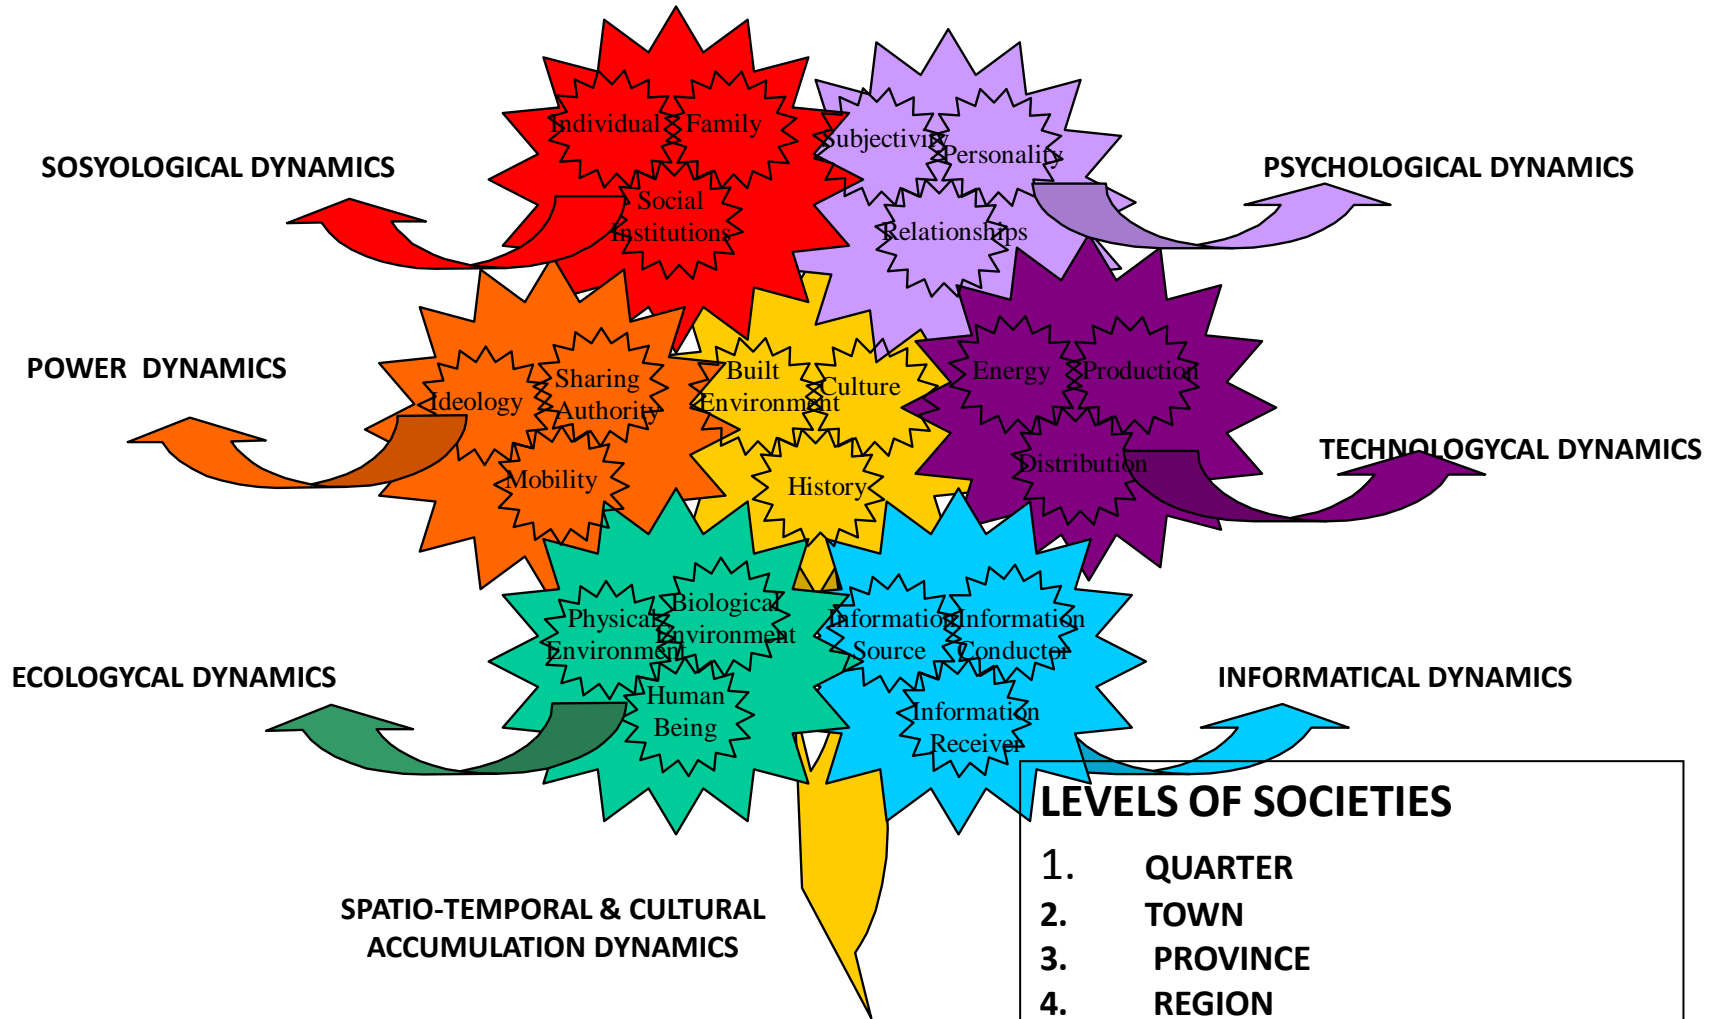 Individual
Family
Social
Institutions
Subjectivity
Personality
Relationships
SOSYOLOGICAL DYNAMICS
PSYCHOLOGICAL DYNAMICS
POWER DYNAMICS
Ideology
Sharing
Authority
Mobility
Built
Environment
Culture
History
Energy
Production
Distribution
TECHNOLOGYCAL DYNAMICS
Physical
Environment
Biological
Environment
Human
Being
Information
Source
Information
Conductor
Information
Receiver
ECOLOGYCAL DYNAMICS
INFORMATICAL DYNAMICS
SPATIO-TEMPORAL & CULTURAL
ACCUMULATION DYNAMICS
LEVELS OF SOCIETIES
1. QUARTER
2. TOWN
3. PROVINCE
4. REGION